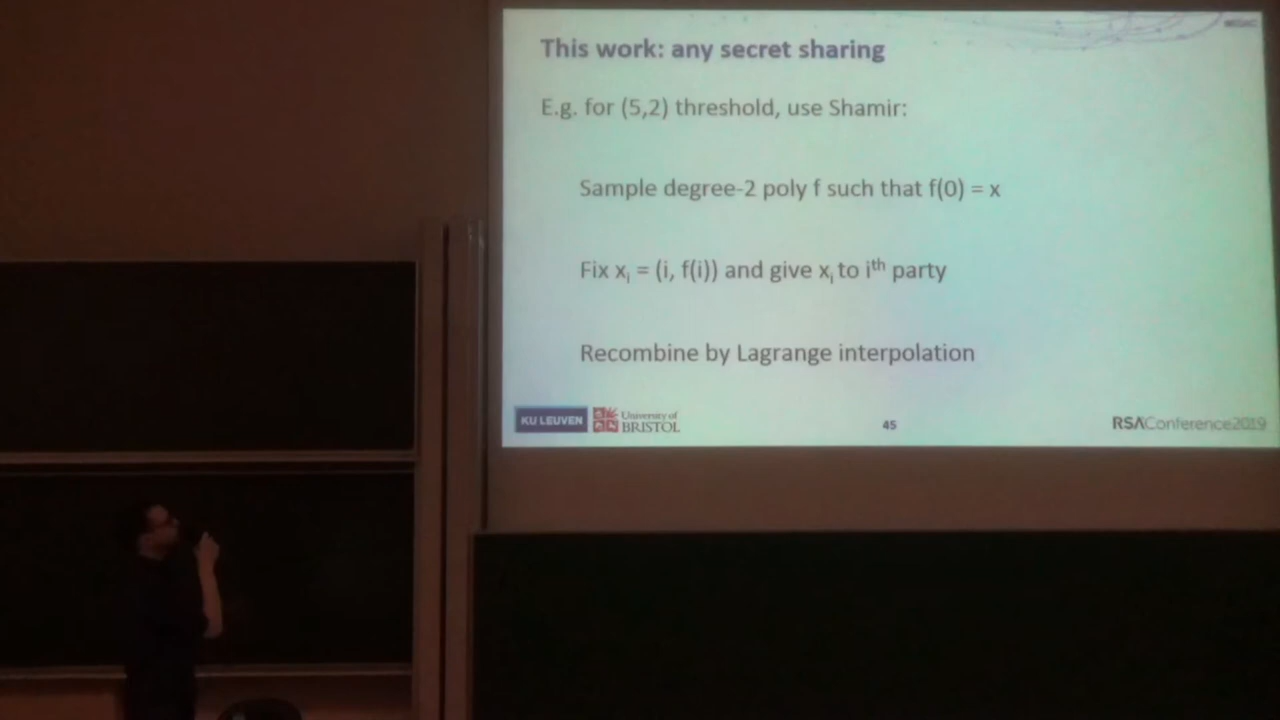 This work: any secret sharing
E.g. for (5,2) threshold, use Shamir:
Sample degree-2 poly f such that f(0) = x
Fix xᵢ = (i, f(i)) and give xᵢ to iᵗʰ party
Recombine by Lagrange interpolation
KU LEUVEN
University of
BRISTOL
45
RSAConference2019